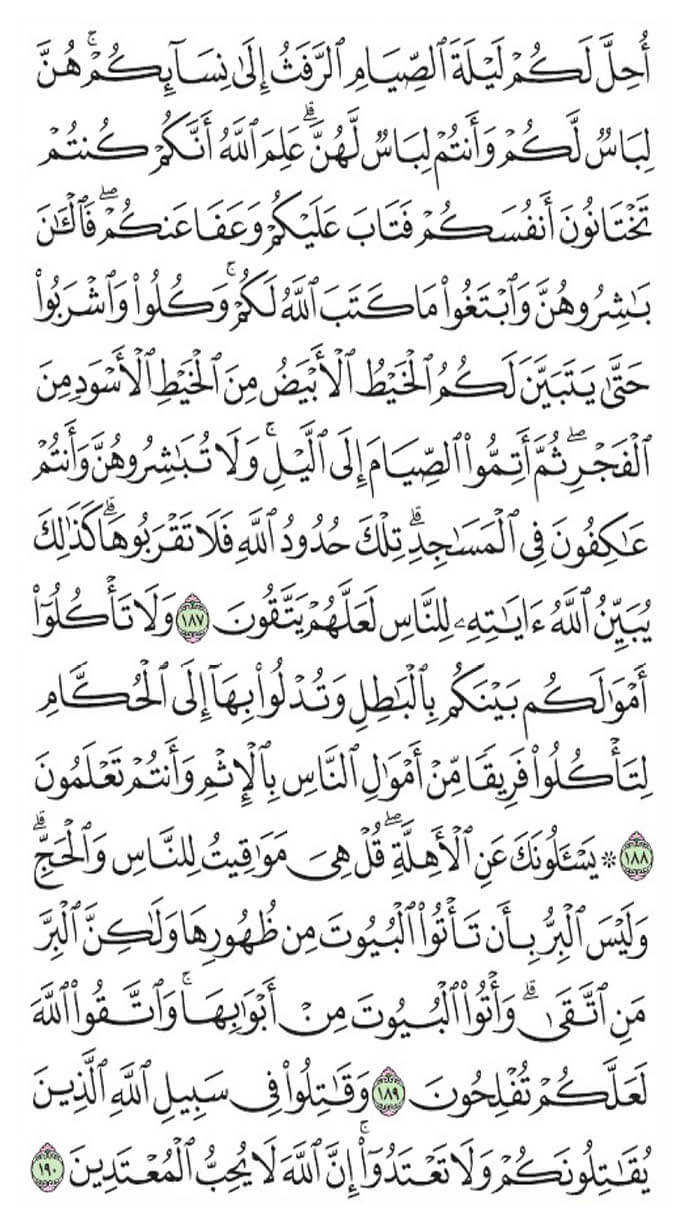 أُحِلَّ لَكُمۡ لَيۡلَةَ ٱلصِّيَامِ ٱلرَّفَثُ إِلَىٰ نِسَآئِكُمۡۚ هُنَّ
لِبَاسٞ لَّكُمۡ وَأَنتُمۡ لِبَاسٞ لَّهُنَّۗ عَلِمَ ٱللَّهُ أَنَّكُمۡ كُنتُمۡ
تَخۡتَانُونَ أَنفُسَكُمۡ فَتَابَ عَلَيۡكُمۡ وَعَفَا عَنكُمۡۖ فَٱلۡـَٰٔنَ
بَٰشِرُوهُنَّ وَٱبۡتَغُواْ مَا كَتَبَ ٱللَّهُ لَكُمۡۚ وَكُلُواْ وَٱشۡرَبُواْ
حَتَّىٰ يَتَبَيَّنَ لَكُمُ ٱلۡخَيۡطُ ٱلۡأَبۡيَضُ مِنَ ٱلۡخَيۡطِ ٱلۡأَسۡوَدِ مِنَ
ٱلۡفَجۡرِۖ ثُمَّ أَتِمُّواْ ٱلصِّيَامَ إِلَى ٱلَّيۡلِۚ وَلَا تُبَٰشِرُوهُنَّ وَأَنتُمۡ
عَٰكِفُونَ فِي ٱلۡمَسَٰجِدِۗ تِلۡكَ حُدُودُ ٱللَّهِ فَلَا تَقۡرَبُوهَاۗ كَذَٰلِكَ
يُبَيِّنُ ٱللَّهُ ءَايَٰتِهِۦ لِلنَّاسِ لَعَلَّهُمۡ يَتَّقُونَ ١٨٧ وَلَا تَأۡكُلُوٓاْ
أَمۡوَٰلَكُم بَيۡنَكُم بِٱلۡبَٰطِلِ وَتُدۡلُواْ بِهَآ إِلَى ٱلۡحُكَّامِ
لِتَأۡكُلُواْ فَرِيقٗا مِّنۡ أَمۡوَٰلِ ٱلنَّاسِ بِٱلۡإِثۡمِ وَأَنتُمۡ تَعۡلَمُونَ
١٨٨ ۞ يَسۡـَٔلُونَكَ عَنِ ٱلۡأَهِلَّةِۖ قُلۡ هِيَ مَوَٰقِيتُ لِلنَّاسِ وَٱلۡحَجِّۗ
وَلَيۡسَ ٱلۡبِرُّ بِأَن تَأۡتُواْ ٱلۡبُيُوتَ مِن ظُهُورِهَا وَلَٰكِنَّ ٱلۡبِرَّ
مَنِ ٱتَّقَىٰۗ وَأۡتُواْ ٱلۡبُيُوتَ مِنۡ أَبۡوَٰبِهَاۚ وَٱتَّقُواْ ٱللَّهَ
لَعَلَّكُمۡ تُفۡلِحُونَ ١٨٩ وَقَٰتِلُواْ فِي سَبِيلِ ٱللَّهِ ٱلَّذِينَ
يُقَٰتِلُونَكُمۡ وَلَا تَعۡتَدُوٓاْۚ إِنَّ ٱللَّهَ لَا يُحِبُّ ٱلۡمُعۡتَدِينَ ١٩٠